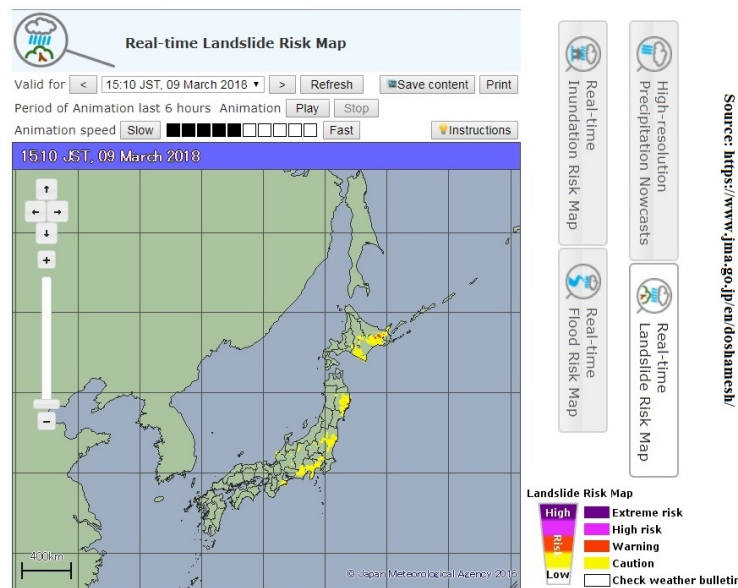 Real-time Landslide Risk Map
Valid for < 15:10 JST, 09 March 2018 ▼ > Refresh Save content Print
Period of Animation last 6 hours Animation Play Stop
Animation speed Slow Fast Instructions
15:10 JST, 09 March 2018
400km
© Japan Meteorological Agency
Real-time
Inundation Risk Map
High-resolution
Precipitation Nowcasts
Real-time
Flood Risk Map
Real-time
Landslide Risk Map
Source: https://www.jma.go.jp/en/doshamesh/
Landslide Risk Map
High
Risk
Low
Extreme risk
High risk
Warning
Caution
Check weather bulletin